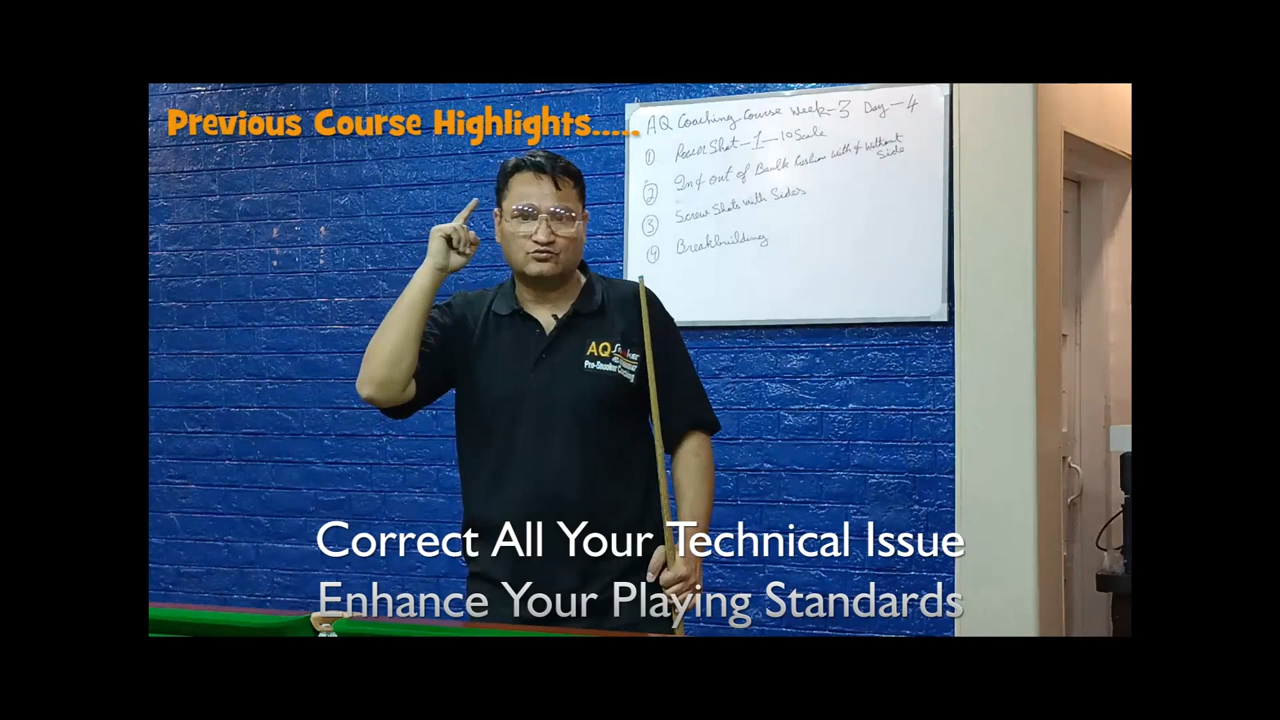 Previous Course Highlights.....
AQ Coaching Course Week-3 Day-4
① Power Shot-1-10 Scale
② In & out of Baulk Cushion with & without
Side
③ Screw Shots with Sides
④ Breakbuilding
AQ Snooker
Pro-Snooker Coaching
Correct All Your Technical Issue
Enhance Your Playing Standards